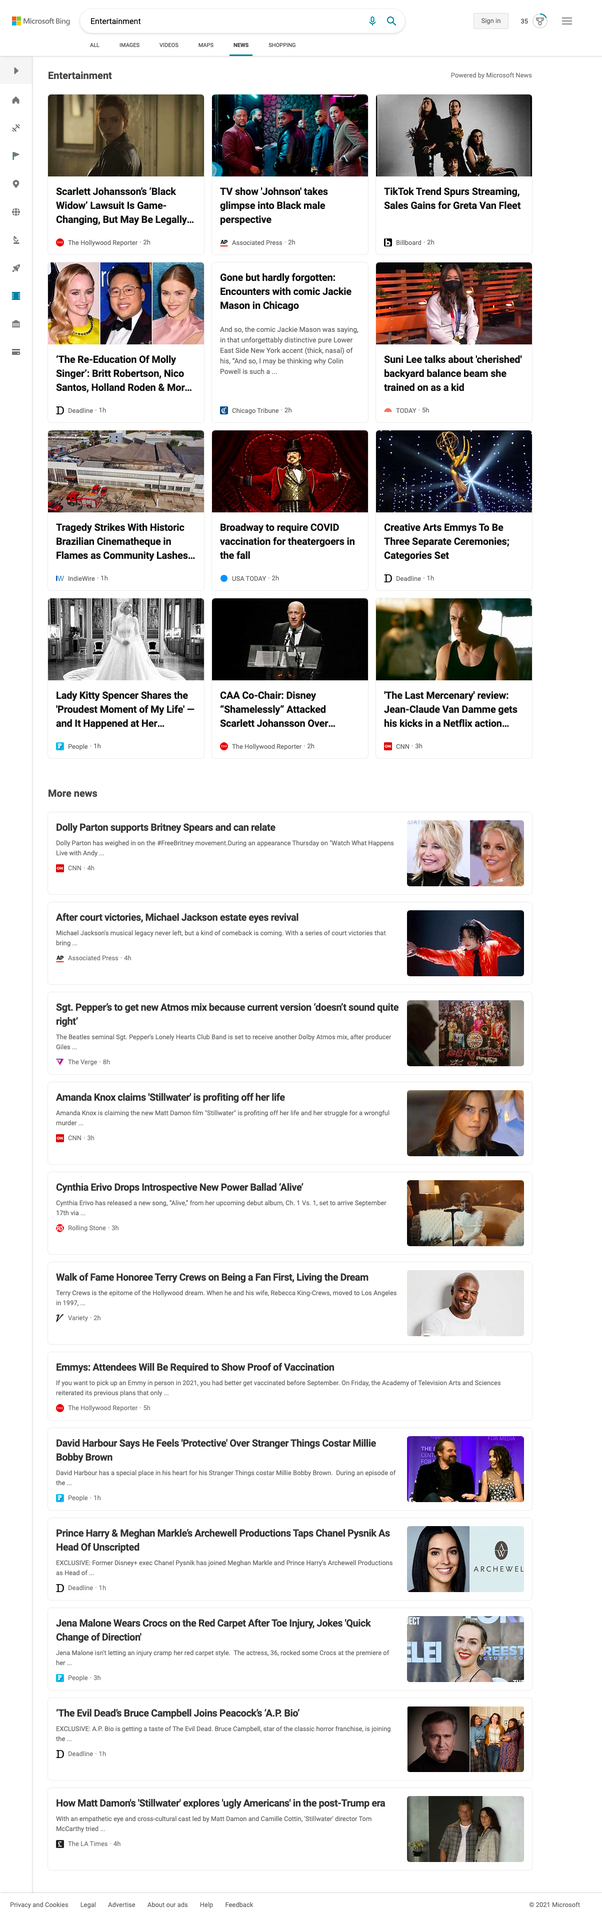 Microsoft Bing
Entertainment
Sign in
35
ALL
IMAGES
VIDEOS
MAPS
NEWS
SHOPPING
Entertainment
Powered by Microsoft News
Scarlett Johansson's 'Black
Widow' Lawsuit Is Game-
Changing, But May Be Legally...
The Hollywood Reporter · 2h
TV show 'Johnson' takes
glimpse into Black male
perspective
AP Associated Press · 2h
TikTok Trend Spurs Streaming,
Sales Gains for Greta Van Fleet
Billboard · 2h
'The Re-Education Of Molly
Singer': Britt Robertson, Nico
Santos, Holland Roden & Mor...
Deadline · 1h
Gone but hardly forgotten:
Encounters with comic Jackie
Mason in Chicago
And so, the comic Jackie Mason was saying,
in that unforgettably distinctive pure Lower
East Side New York accent (thick, nasal) of
his, "And so, I may be thinking why Colin
Powell is such a ...
Chicago Tribune · 2h
Suni Lee talks about 'cherished'
backyard balance beam she
trained on as a kid
TODAY · 5h
Tragedy Strikes With Historic
Brazilian Cinematheque in
Flames as Community Lashes...
IW IndieWire · 1h
Broadway to require COVID
vaccination for theatergoers in
the fall
USA TODAY · 2h
Creative Arts Emmys To Be
Three Separate Ceremonies;
Categories Set
Deadline · 1h
Lady Kitty Spencer Shares the
'Proudest Moment of My Life' —
and It Happened at Her...
People · 1h
CAA Co-Chair: Disney
"Shamelessly" Attacked
Scarlett Johansson Over...
The Hollywood Reporter · 2h
'The Last Mercenary' review:
Jean-Claude Van Damme gets
his kicks in a Netflix action...
CNN · 3h
More news
Dolly Parton supports Britney Spears and can relate
Dolly Parton has weighed in on the #FreeBritney movement.During an appearance Thursday on "Watch What Happens
Live with Andy ...
CNN · 4h
After court victories, Michael Jackson estate eyes revival
Michael Jackson's musical legacy never left, but a kind of comeback is coming. With a series of court victories that
bring ...
AP Associated Press · 4h
Sgt. Pepper's to get new Atmos mix because current version 'doesn't sound quite
right'
The Beatles seminal Sgt. Pepper's Lonely Hearts Club Band is set to receive another Dolby Atmos mix, after producer
Giles ...
The Verge · 8h
Amanda Knox claims 'Stillwater' is profiting off her life
Amanda Knox is claiming the new Matt Damon film "Stillwater" is profiting off her life and her struggle for a wrongful
murder ...
CNN · 3h
Cynthia Erivo Drops Introspective New Power Ballad 'Alive'
Cynthia Erivo has released a new song, "Alive," from her upcoming debut album, Ch. 1 Vs. 1, set to arrive September
17th via ...
Rolling Stone · 3h
Walk of Fame Honoree Terry Crews on Being a Fan First, Living the Dream
Terry Crews is the epitome of the Hollywood dream. When he and his wife, Rebecca King-Crews, moved to Los Angeles
in 1997, ...
Variety · 2h
Emmys: Attendees Will Be Required to Show Proof of Vaccination
If you want to pick up an Emmy in person in 2021, you had better get vaccinated before September. On Friday, the Academy of Television Arts and Sciences
reiterated its previous plans that only ...
The Hollywood Reporter · 5h
David Harbour Says He Feels 'Protective' Over Stranger Things Costar Millie
Bobby Brown
David Harbour has a special place in his heart for his Stranger Things costar Millie Bobby Brown. During an episode of
the ...
People · 1h
Prince Harry & Meghan Markle's Archewell Productions Taps Chanel Pysnik As
Head Of Unscripted
EXCLUSIVE: Former Disney+ exec Chanel Pysnik has joined Meghan Markle and Prince Harry's Archewell Productions
as Head of ...
Deadline · 1h
ARCHEWEL
Jena Malone Wears Crocs on the Red Carpet After Toe Injury, Jokes 'Quick
Change of Direction'
Jena Malone isn't letting an injury cramp her red carpet style. The actress, 36, rocked some Crocs at the premiere of
her ...
People · 3h
'The Evil Dead's Bruce Campbell Joins Peacock's 'A.P. Bio'
EXCLUSIVE: A.P. Bio is getting a taste of The Evil Dead. Bruce Campbell, star of the classic horror franchise, is joining
the ...
Deadline · 1h
How Matt Damon's 'Stillwater' explores 'ugly Americans' in the post-Trump era
With an empathetic eye and cross-cultural cast led by Matt Damon and Camille Cottin, 'Stillwater' director Tom
McCarthy tried ...
The LA Times · 4h
Privacy and Cookies
Legal
Advertise
About our ads
Help
Feedback
© 2021 Microsoft